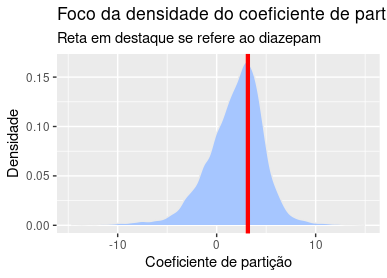 Foco da densidade do coeficiente de part
Reta em destaque se refere ao diazepam
Densidade
0.15
0.10
0.05
0.00
-10
0
10
Coeficiente de partição